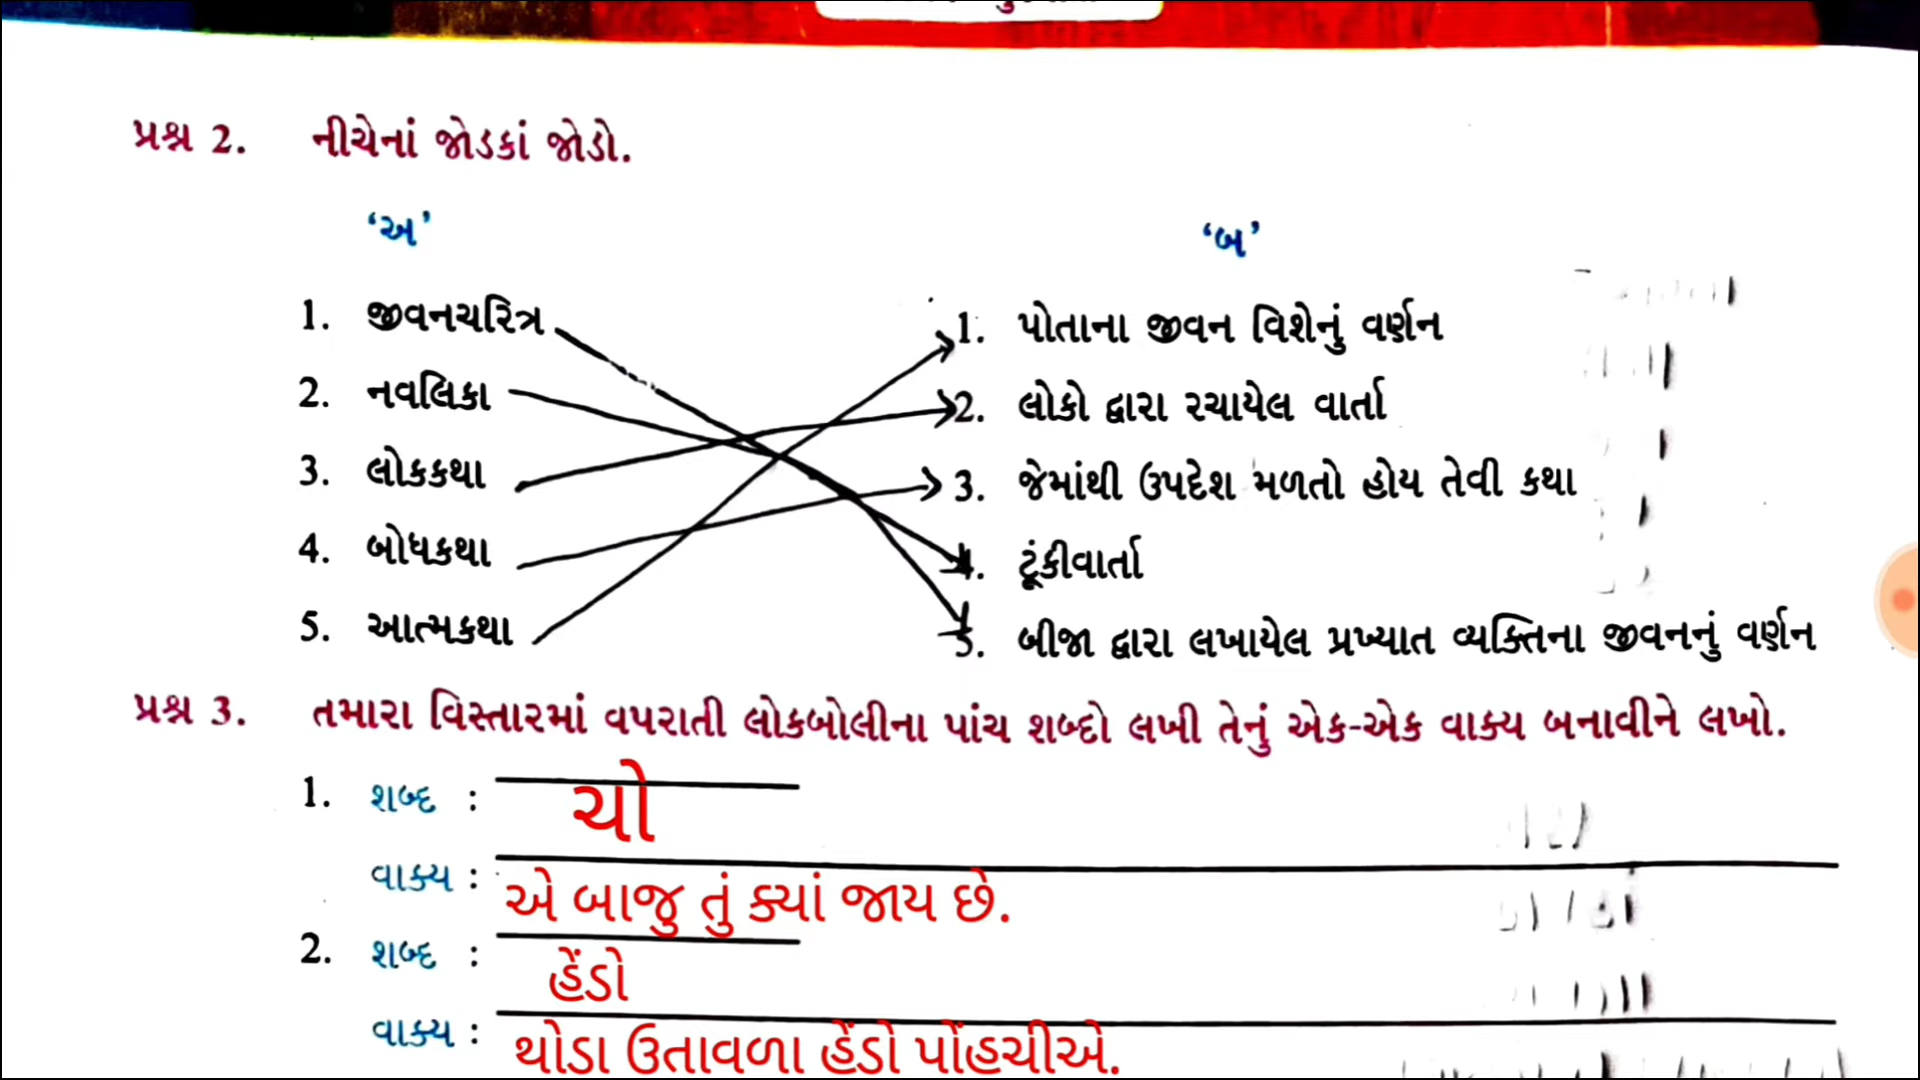 પ્રશ્ન 2. નીચેનાં જોડકાં જોડો.
‘અ’ ‘બ’
1. જીવનચરિત્ર 1. પોતાના જીવન વિશેનું વર્ણન
2. નવલિકા 2. લોકો દ્વારા રચાયેલ વાર્તા
3. લોકકથા 3. જેમાંથી ઉપદેશ મળતો હોય તેવી કથા
4. બોધકથા 4. ટૂંકીવાર્તા
5. આત્મકથા 5. બીજા દ્વારા લખાયેલ પ્રખ્યાત વ્યક્તિના જીવનનું વર્ણન
પ્રશ્ન 3. તમારા વિસ્તારમાં વપરાતી લોકબોલીના પાંચ શબ્દો લખી તેનું એક-એક વાક્ય બનાવીને લખો.
1. શબ્દ : ચો
વાક્ય : એ બાજુ તું ક્યાં જાય છે.
2. શબ્દ : હેંડો
વાક્ય : થોડા ઉતાવળા હેંડો પોંહચીએ.